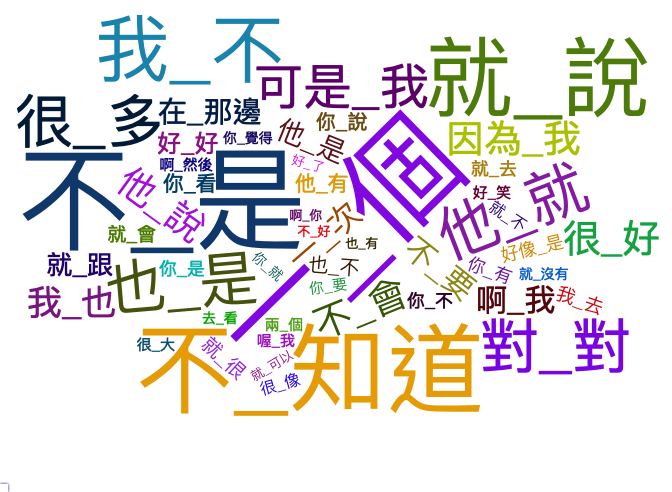 我_不
就_說
可是_我
很_多
在_那邊
你_說
好_好
你_覺得
他_是
因為_我
啊_然後
好_了
就_去
不_是
你_看
他_說
他_有
一_個
好_笑
他_就
就_不
啊_你
一_次
不_好
就_會
也_有
好像_是
很_好
就_跟
你_是
你_就
也_不
不_要
你_有
就_沒有
也_是
你_要
我_也
不_會
你_不
啊_我
我_去
去_看
兩_個
不_知道
對_對
很_大
就_很
喔_我
就_可以
很_像